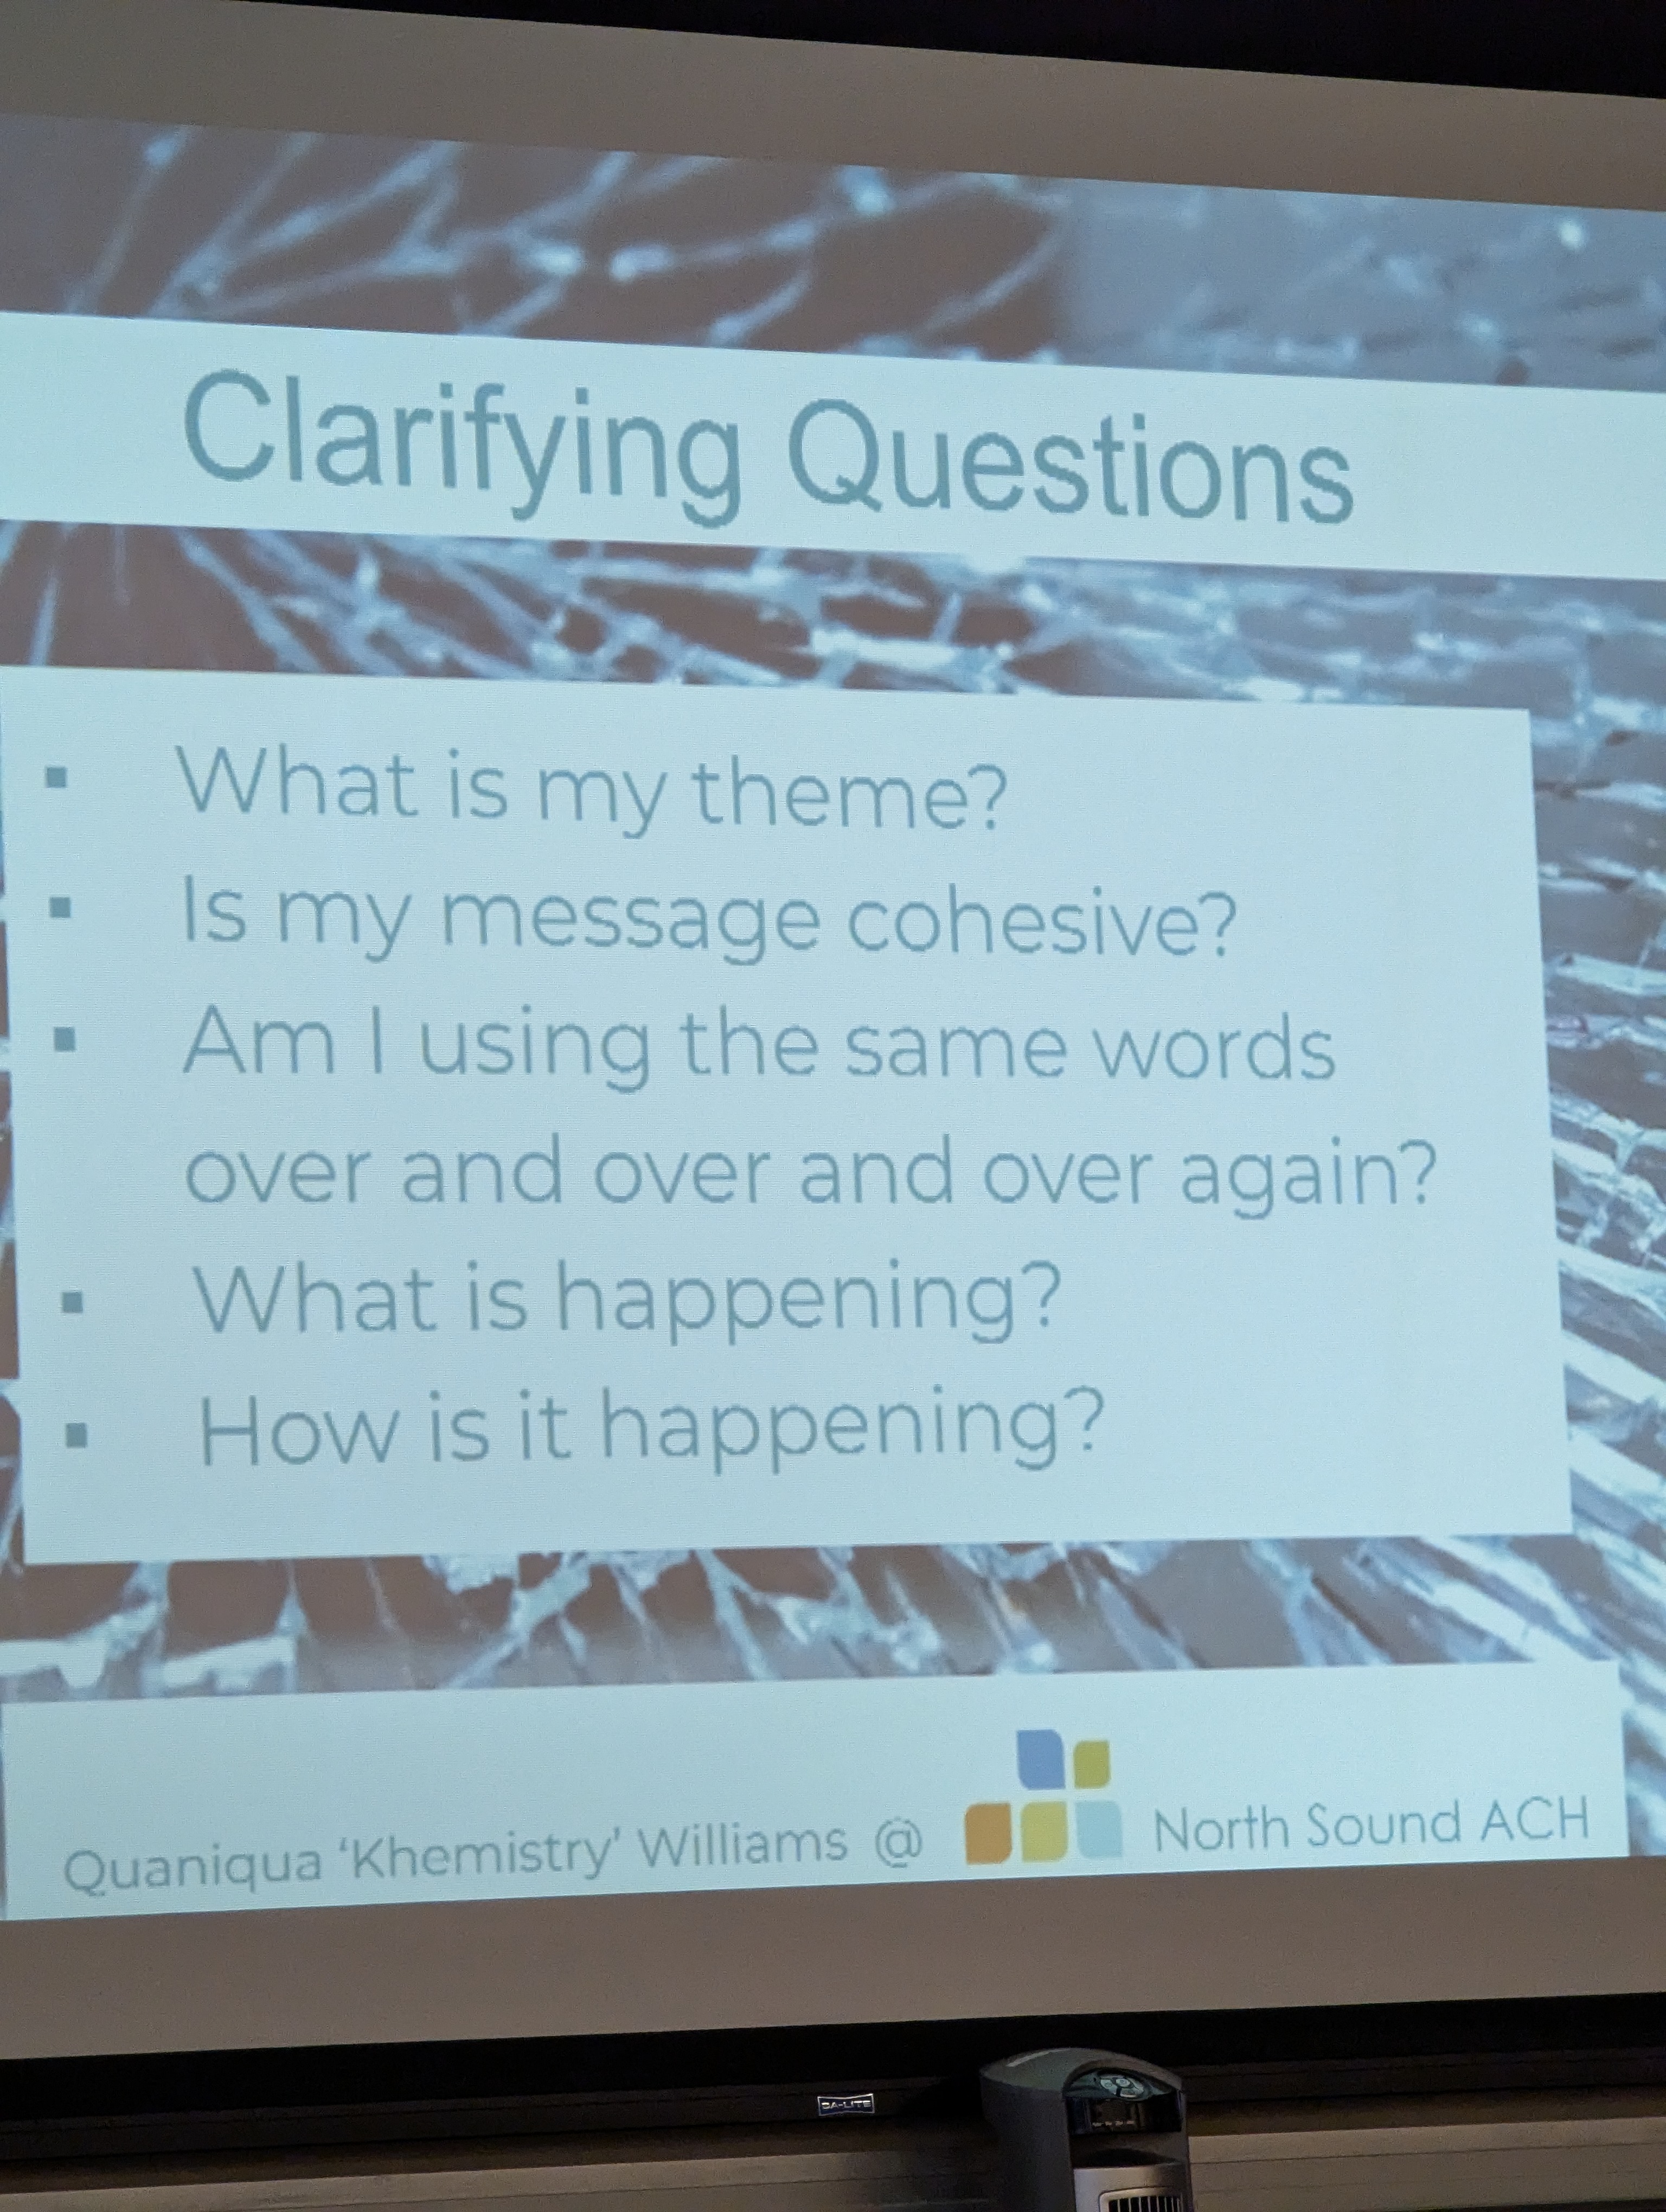 Clarifying Questions
▪ What is my theme?
▪ Is my message cohesive?
▪ Am I using the same words
over and over and over again?
▪ What is happening?
▪ How is it happening?
Quaniqua ‘Khemistry’ Williams @ North Sound ACH
DA-LITE